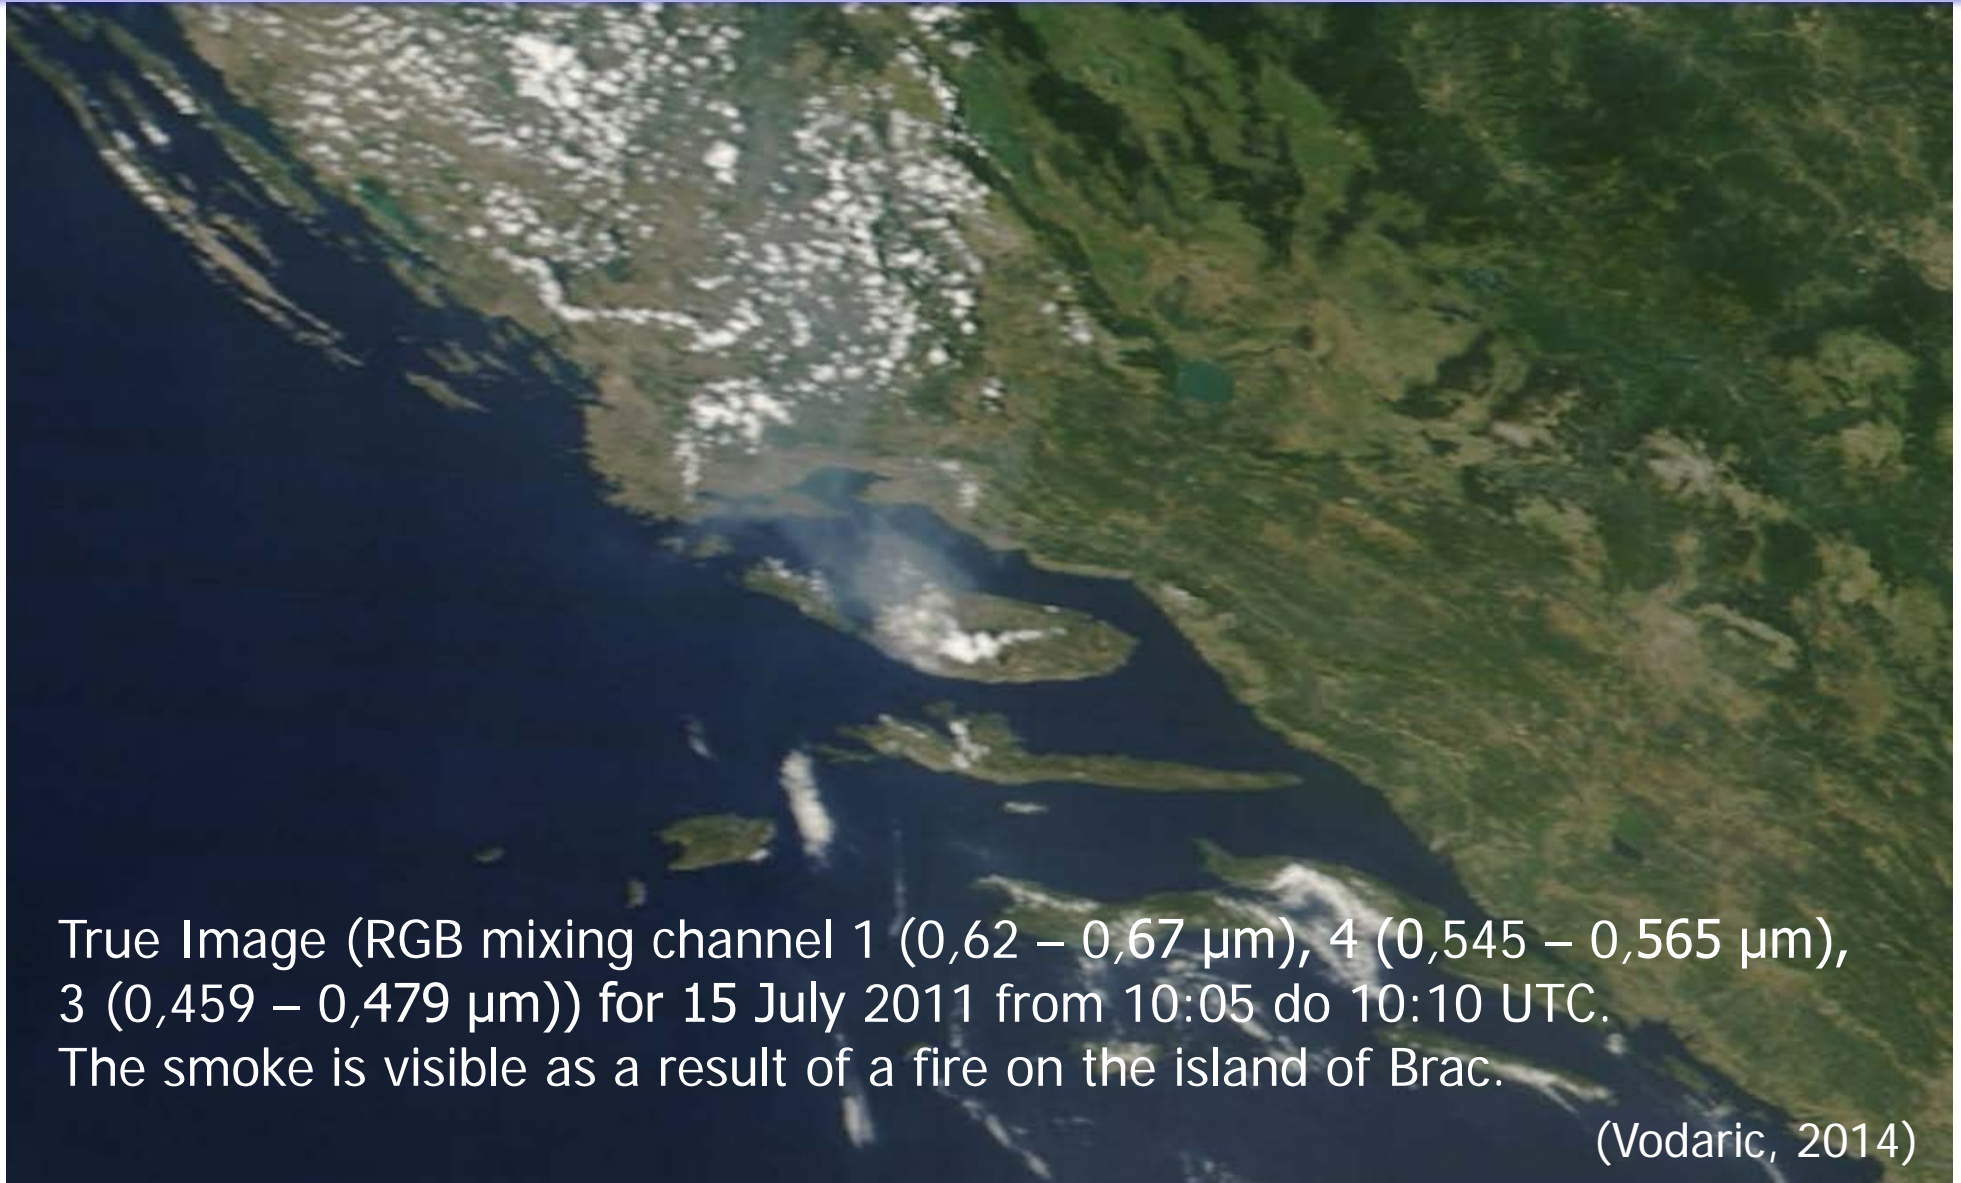 True Image (RGB mixing channel 1 (0,62 – 0,67 μm), 4 (0,545 – 0,565 μm),
3 (0,459 – 0,479 μm)) for 15 July 2011 from 10:05 do 10:10 UTC.
The smoke is visible as a result of a fire on the island of Brac.
(Vodaric, 2014)